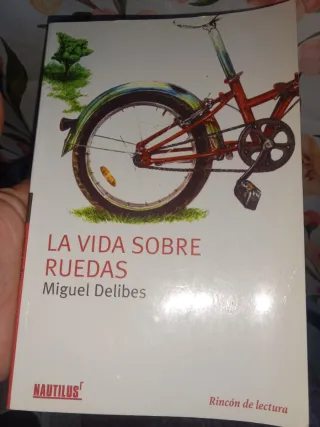 LA VIDA SOBRE
RUEDAS
Miguel Delibes
NAUTILUS
Rincón de lectura